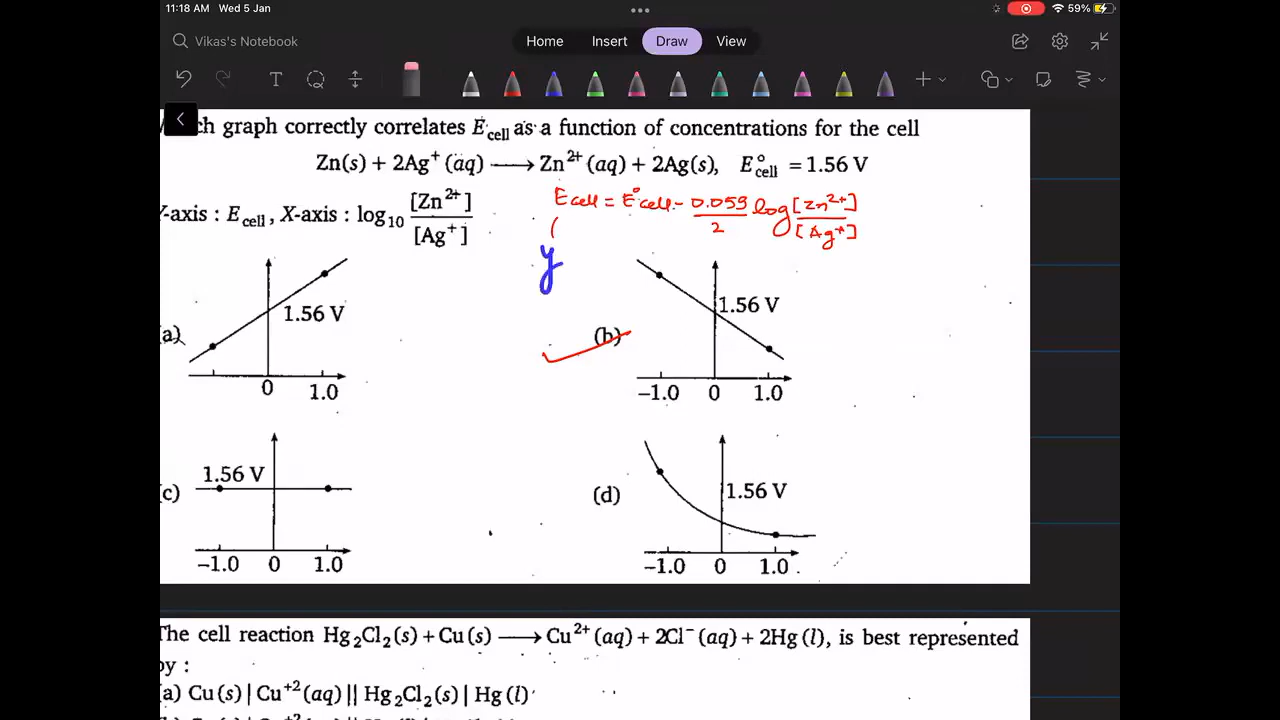 11:18 AM Wed 5 Jan
59%
Vikas's Notebook
Home Insert Draw View
graph correctly correlates E cell as a function of concentrations for the cell
Zn(s) + 2Ag⁺(aq) ⟶ Zn²⁺(aq) + 2Ag(s), E°cell = 1.56 V
-axis : E cell, X-axis : log₁₀ [Zn²⁺] / [Ag⁺]
Ecell = E°cell - 0.059 / 2 log [Zn²⁺] / [Ag⁺]
y
(a)
1.56 V
0 1.0
(b)
1.56 V
−1.0 0 1.0
(c)
1.56 V
−1.0 0 1.0
(d)
1.56 V
−1.0 0 1.0
The cell reaction Hg₂Cl₂(s) + Cu(s) ⟶ Cu²⁺(aq) + 2Cl⁻(aq) + 2Hg(l), is best represented
by :
(a) Cu(s) | Cu⁺²(aq) || Hg₂Cl₂(s) | Hg(l)